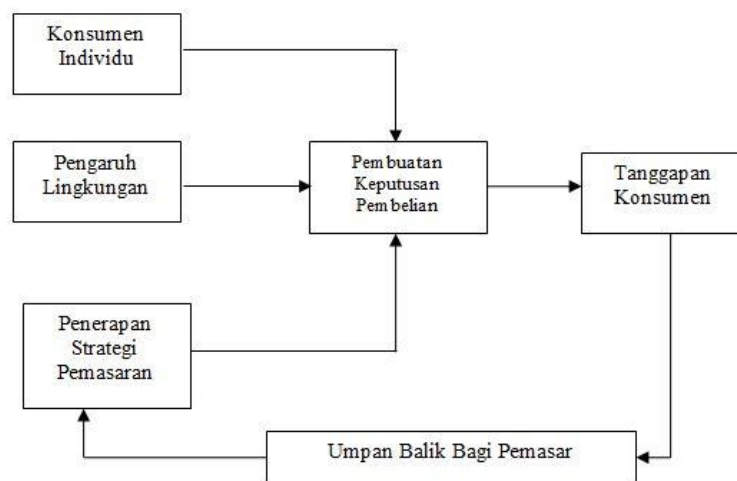 Konsumen
Individu
Pengaruh
Lingkungan
Pembuatan
Keputusan
Pembelian
Tanggapan
Konsumen
Penerapan
Strategi
Pemasaran
Umpan Balik Bagi Pemasar